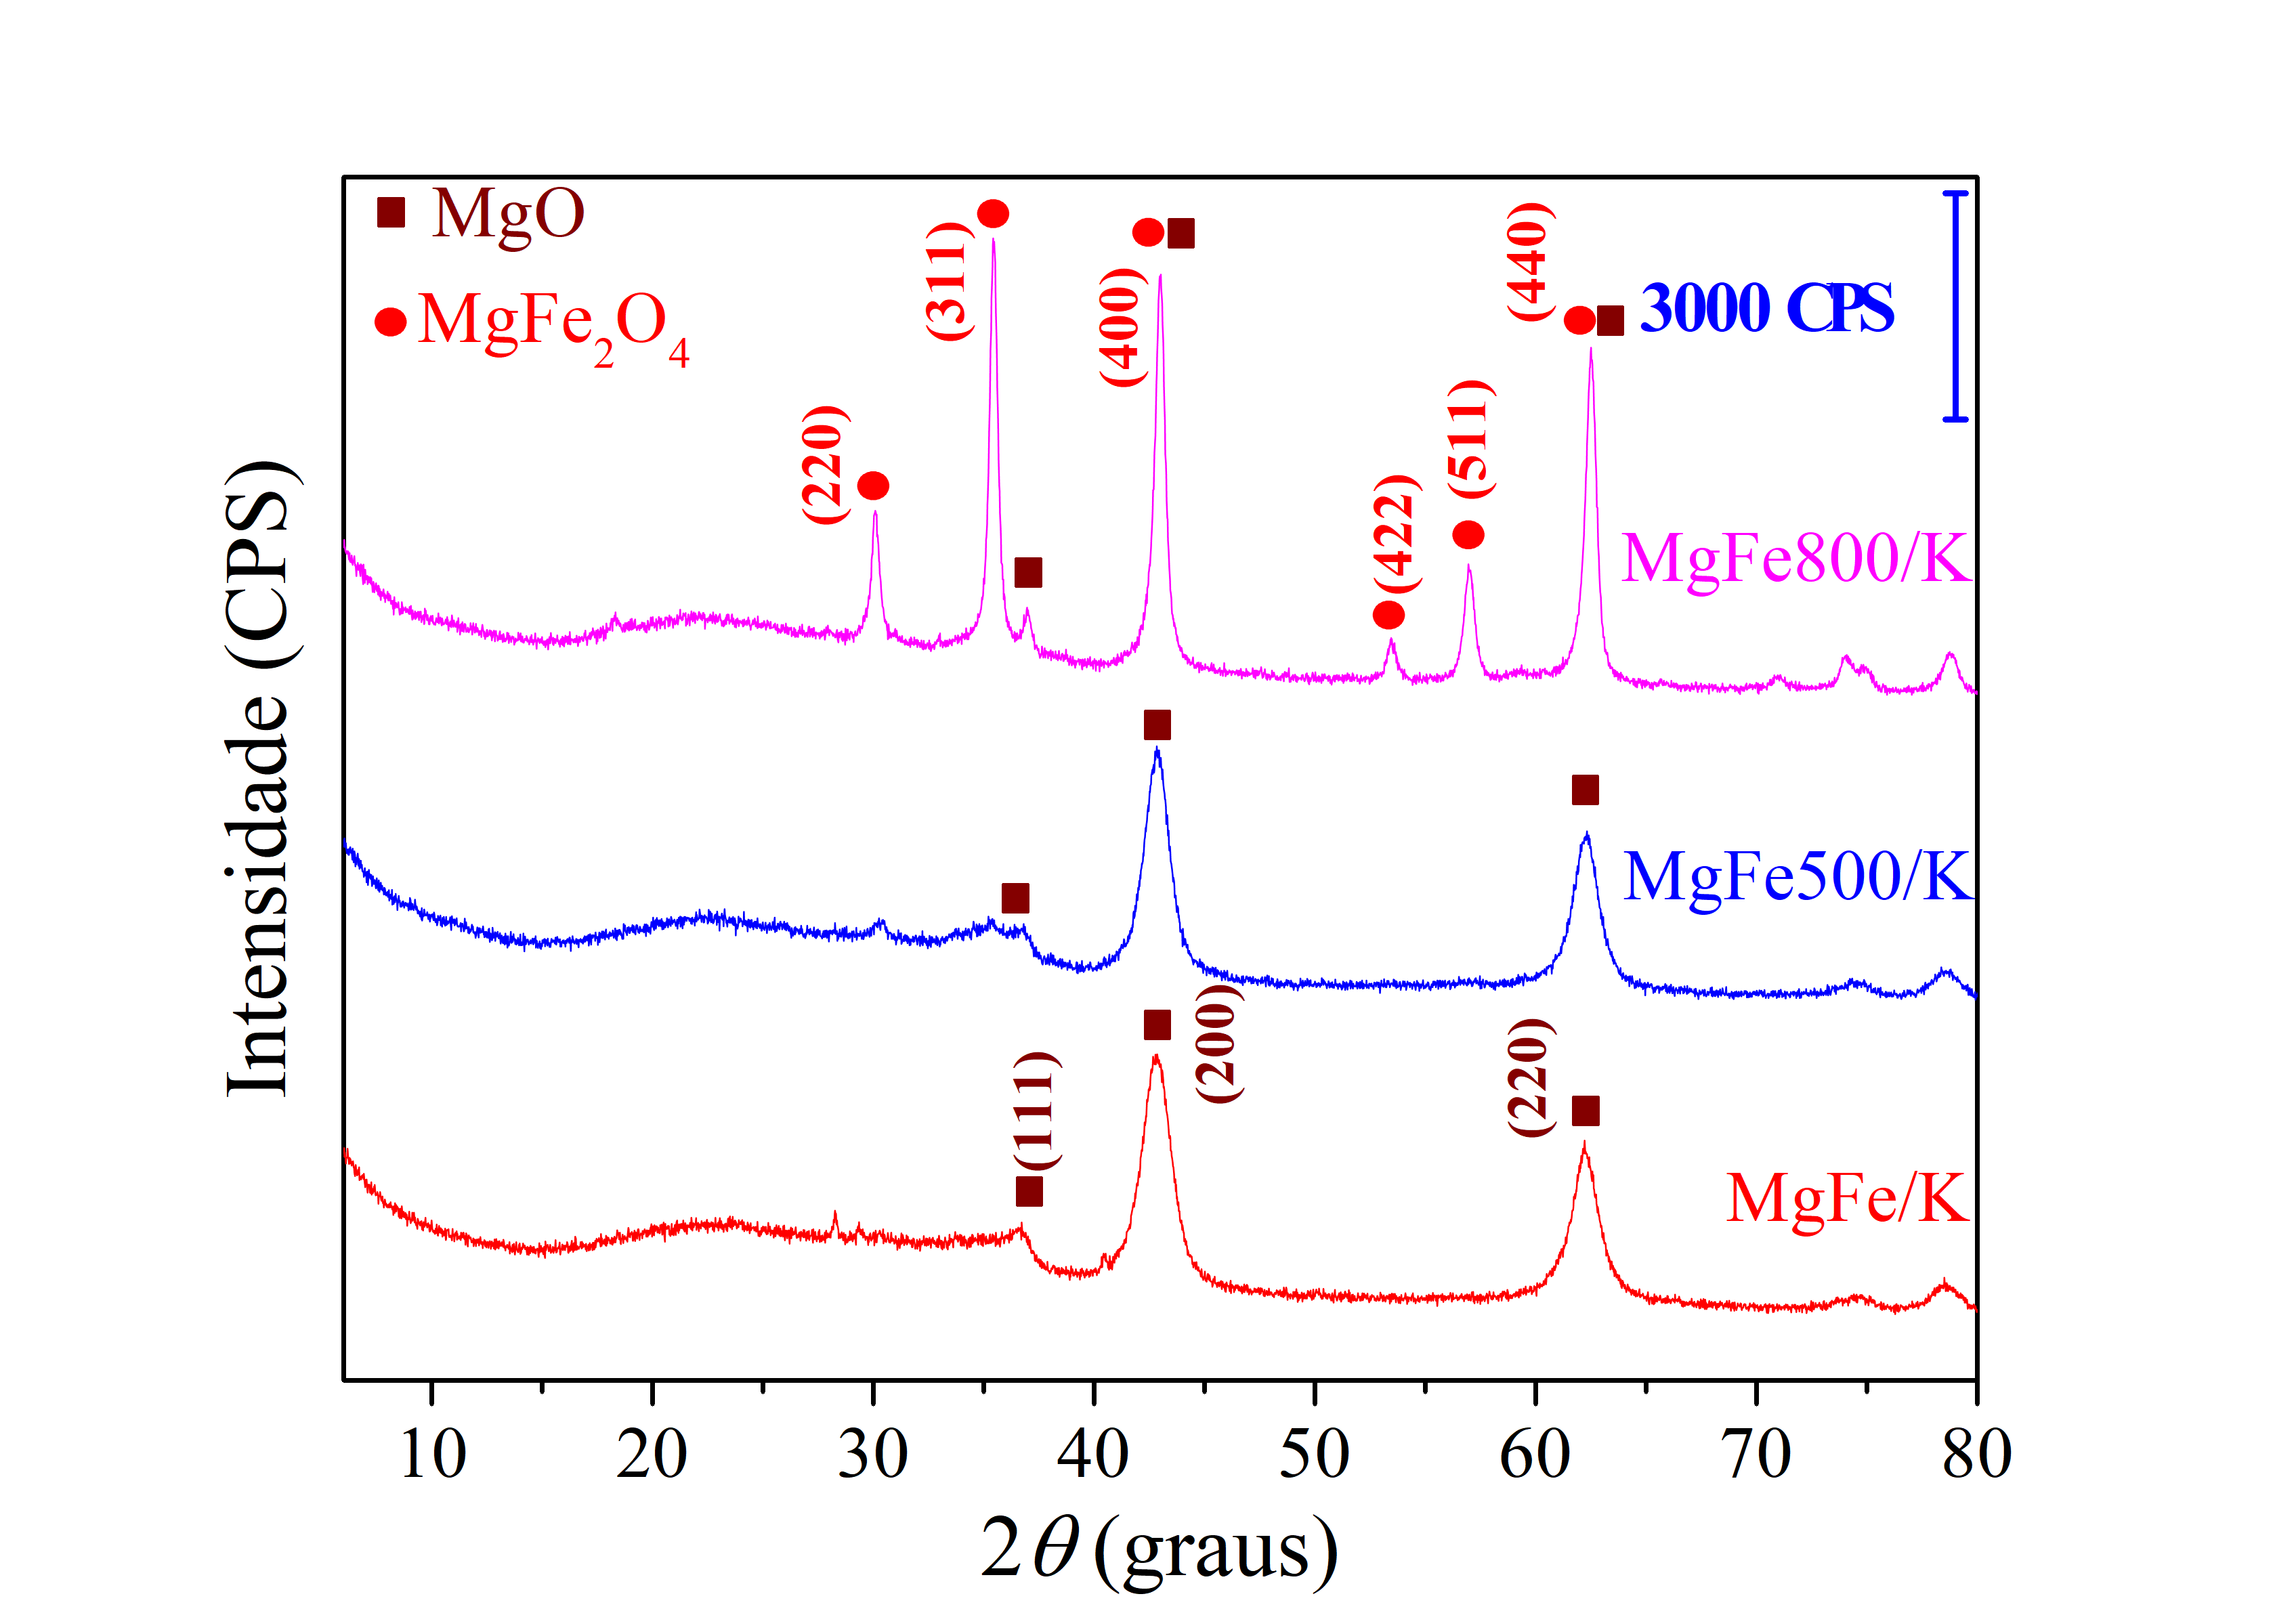 MgO
MgFe₂O₄
(220)
(311)
(400)
(422)
(511)
(440)
3000 CPS
MgFe800/K
MgFe500/K
(111)
(200)
(220)
MgFe/K
Intensidade (CPS)
10 20 30 40 50 60 70 80
2θ (graus)